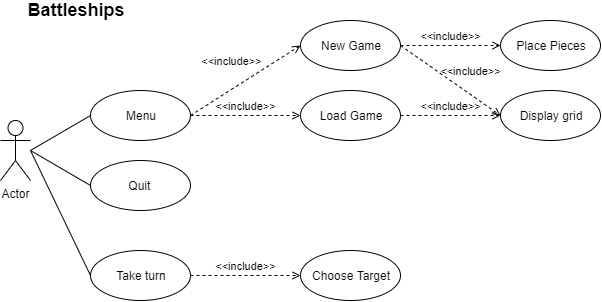 Battleships
<<include>>
New Game
<<include>>
Place Pieces
<<include>>
Menu
<<include>>
Load Game
<<include>>
Display grid
Actor
Quit
Take turn
<<include>>
Choose Target